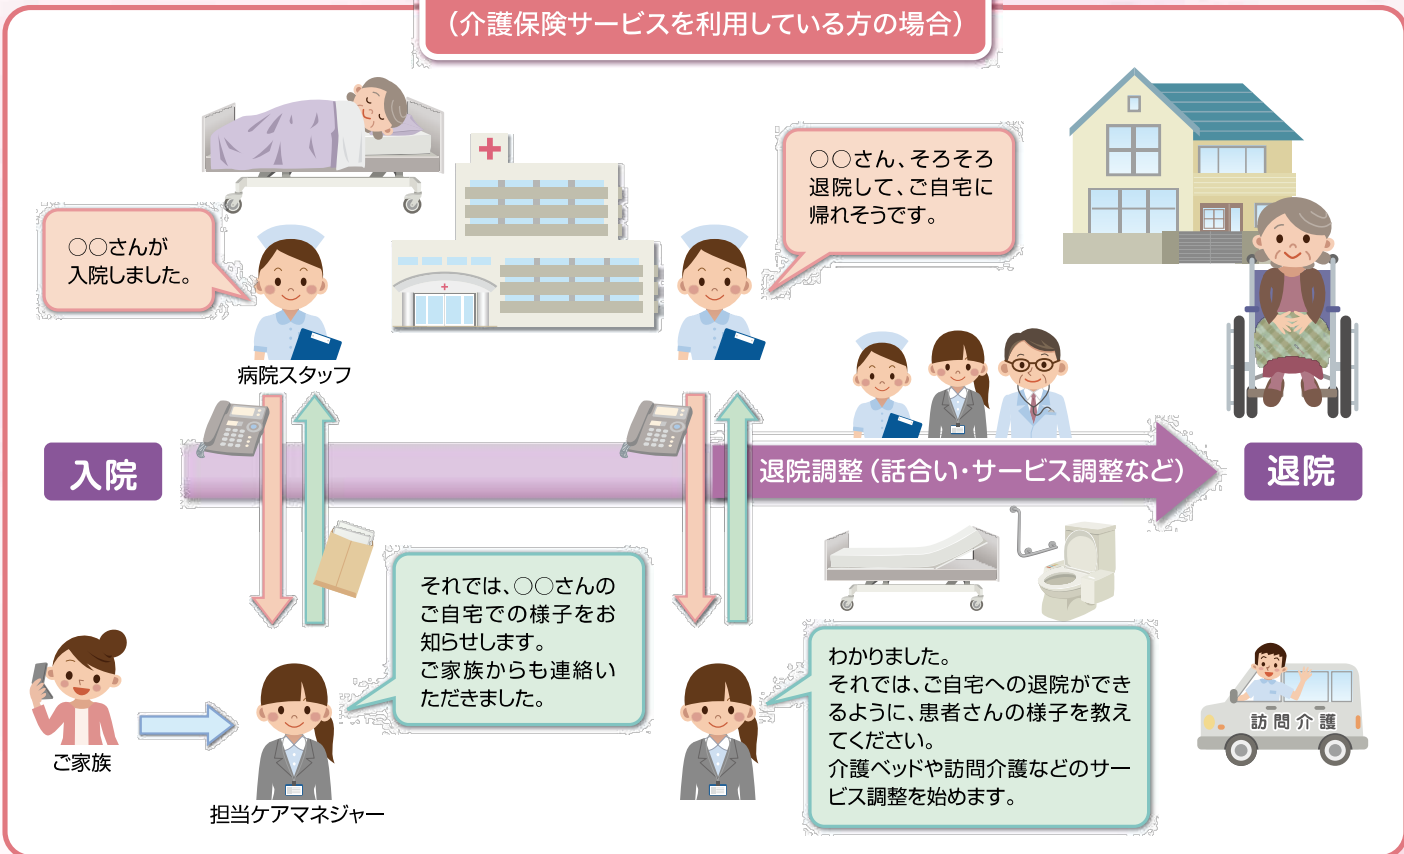 （介護保険サービスを利用している方の場合）
○○さんが
入院しました。
病院スタッフ
○○さん、そろそろ
退院して、ご自宅に
帰れそうです。
入院
退院調整（話合い・サービス調整など）
退院
それでは、○○さんの
ご自宅での様子をお
知らせします。
ご家族からも連絡い
ただきました。
ご家族
担当ケアマネジャー
わかりました。
それでは、ご自宅への退院ができ
るように、患者さんの様子を教え
てください。
介護ベッドや訪問介護などのサー
ビス調整を始めます。
訪問介護